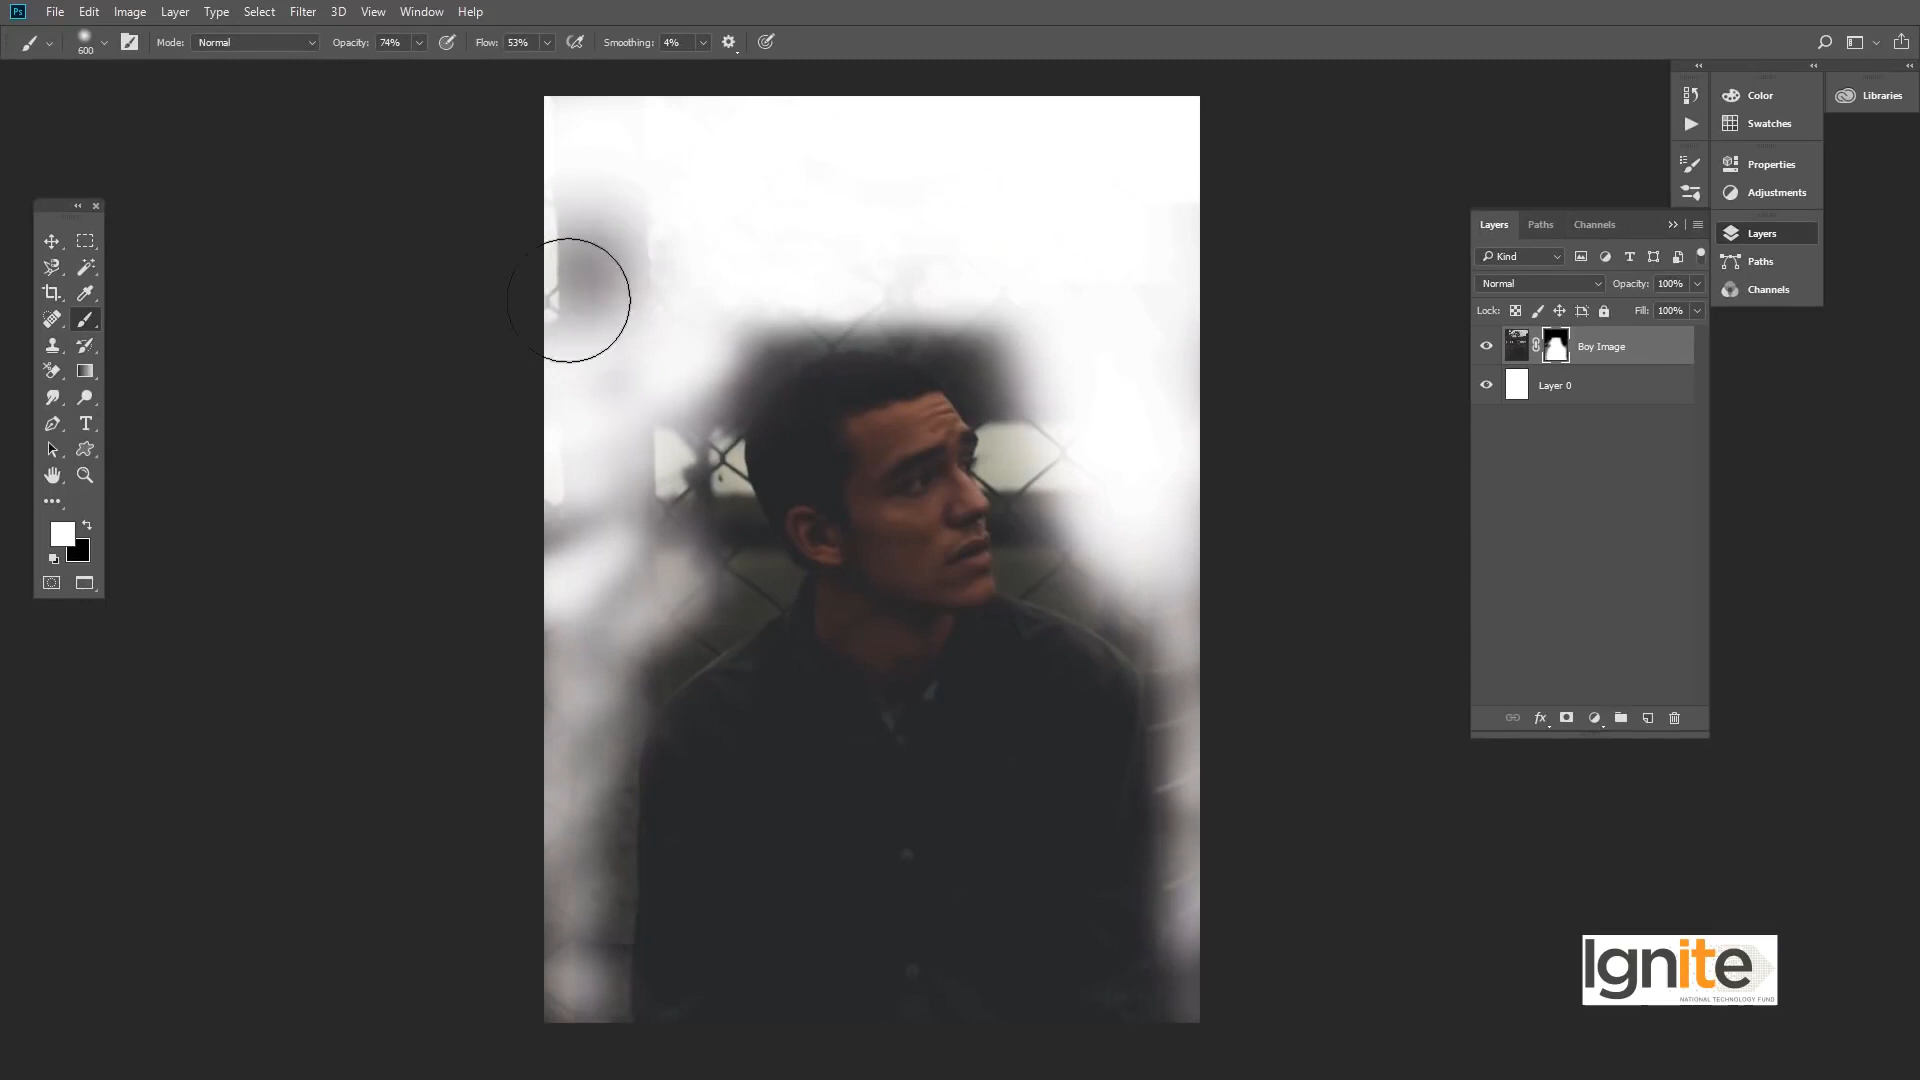 Ps File Edit Image Layer Type Select Filter 3D View Window Help
600 Mode: Normal Opacity: 74% Flow: 53% Smoothing: 4%
Color
Swatches
Properties
Adjustments
Layers
Paths
Channels
Libraries
Layers Paths Channels
Kind
Normal Opacity: 100%
Lock: Fill: 100%
Boy Image
Layer 0
fx
T
Ignite
NATIONAL TECHNOLOGY FUND